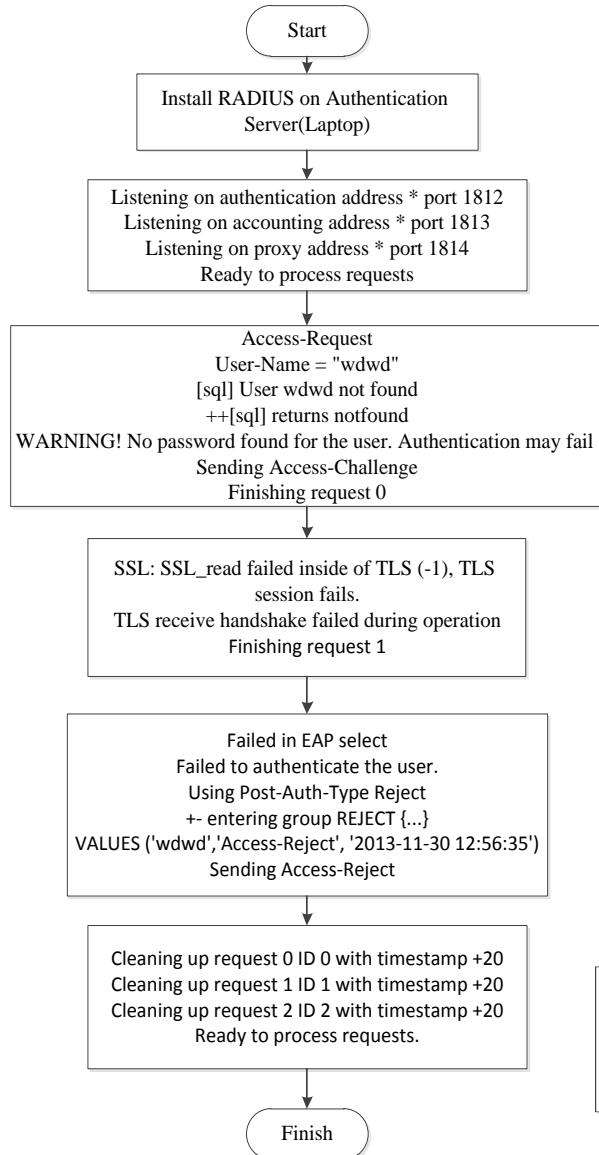 Start
Install RADIUS on Authentication
Server(Laptop)
Listening on authentication address * port 1812
Listening on accounting address * port 1813
Listening on proxy address * port 1814
Ready to process requests
Access-Request
User-Name = "wdwd"
[sql] User wdwd not found
++[sql] returns notfound
WARNING! No password found for the user. Authentication may fail
Sending Access-Challenge
Finishing request 0
SSL: SSL_read failed inside of TLS (-1), TLS
session fails.
TLS receive handshake failed during operation
Finishing request 1
Failed in EAP select
Failed to authenticate the user.
Using Post-Auth-Type Reject
+- entering group REJECT {...}
VALUES ('wdwd','Access-Reject', '2013-11-30 12:56:35')
Sending Access-Reject
Cleaning up request 0 ID 0 with timestamp +20
Cleaning up request 1 ID 1 with timestamp +20
Cleaning up request 2 ID 2 with timestamp +20
Ready to process requests.
Finish